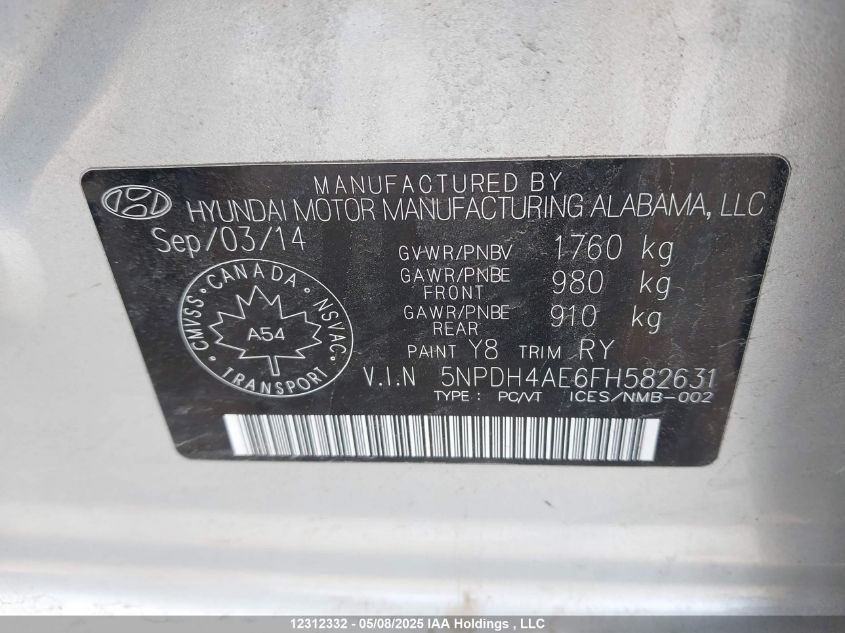 MANUFACTURED BY
HYUNDAI MOTOR MANUFACTURING ALABAMA, LLC
Sep/03/14
GVWR/PNBV 1760 kg
GAWR/PNBE FRONT 980 kg
GAWR/PNBE REAR 910 kg
CANADA
CMVSS · NSVAC
A54
TRANSPORT
PAINT Y8 TRIM RY
V.I.N 5NPDH4AE6FH582631
TYPE : PC/VT ICES/NMB-002
12312332 - 05/08/2025 IAA Holdings , LLC